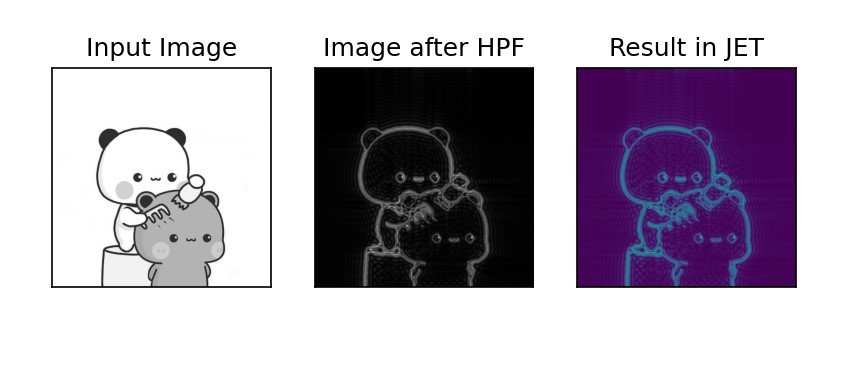 Input Image
Image after HPF
Result in JET